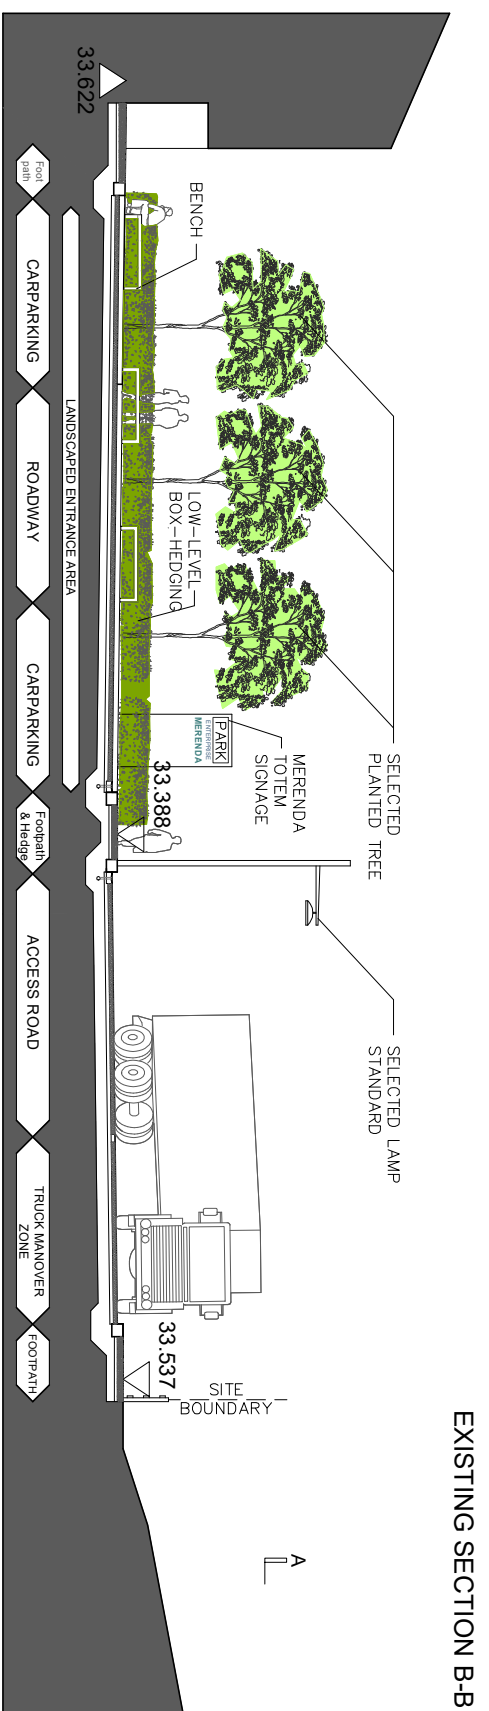 EXISTING SECTION B-B
A
SELECTED
PLANTED TREE
SELECTED LAMP
STANDARD
MERENDA
TOTEM
SIGNAGE
BENCH
LOW-LEVEL
BOX-HEDGING
PARK
ENTERPRISE
MERENDA
SITE
BOUNDARY
33.622
33.388
33.537
LANDSCAPED ENTRANCE AREA
Foot
path
CARPARKING
ROADWAY
CARPARKING
Footpath
& Hedge
ACCESS ROAD
TRUCK MANOVER
ZONE
FOOTPATH